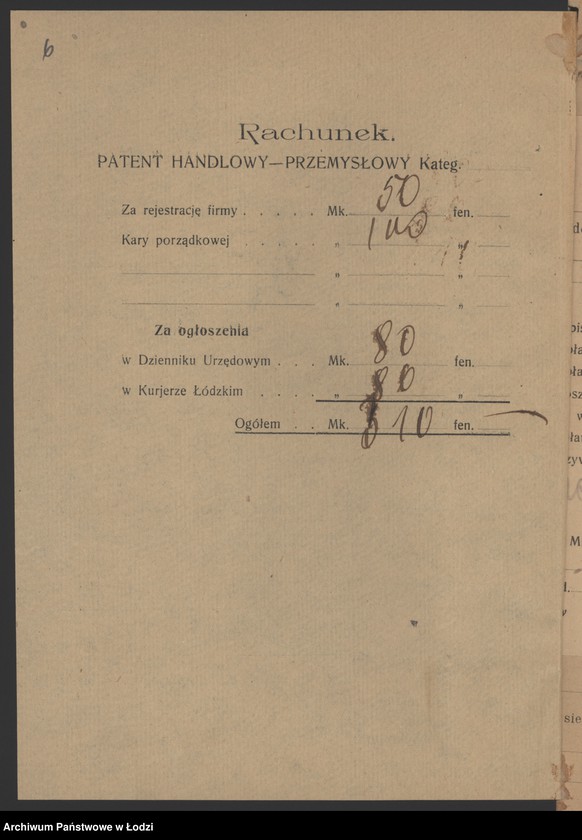 6
Rachunek.
PATENT HANDLOWY—PRZEMYSŁOWY Kateg.
Za rejestrację firmy . . . . . Mk. 50 fen.
Kary porządkowej . . . . . „ 100 „
„ „
„ „
Za ogłoszenia
w Dzienniku Urzędowym . . . Mk. 80 fen.
w Kurjerze Łódzkim . . . . „ 80 „
Ogółem . . Mk. 310 fen. —
Archiwum Państwowe w Łodzi